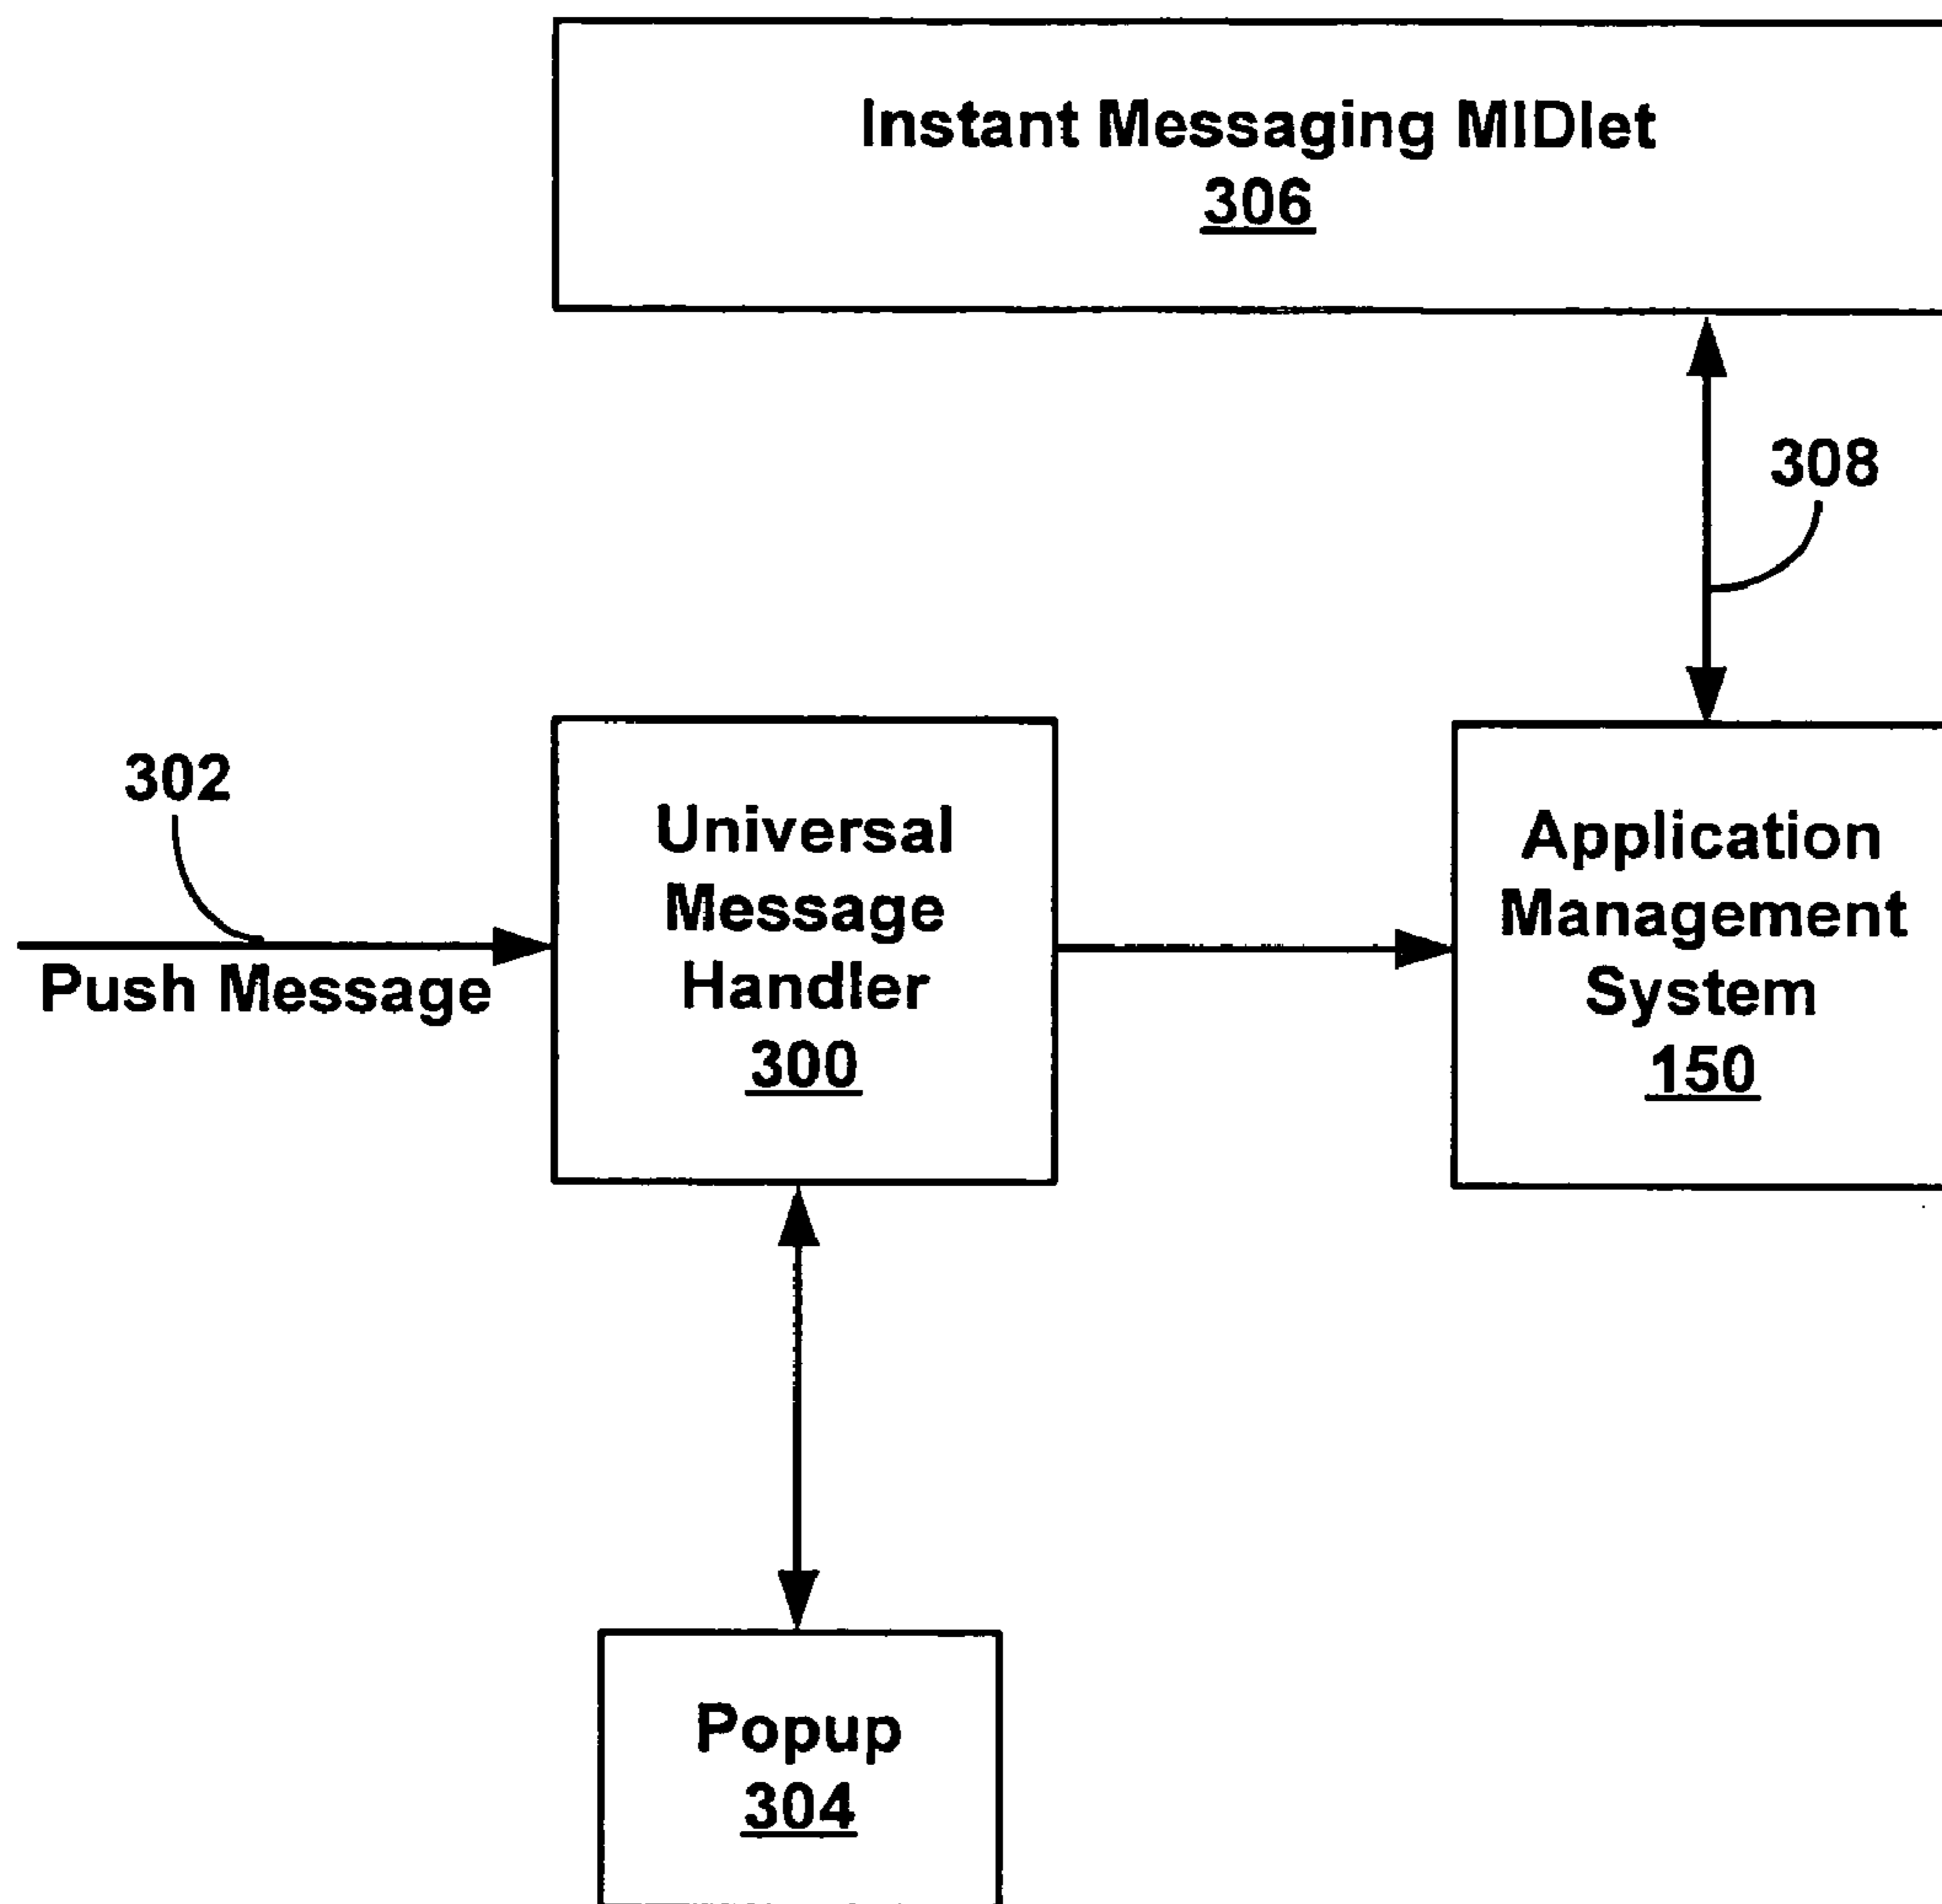 Instant Messaging MIDlet
306
308
302
Push Message
Universal
Message
Handler
300
Application
Management
System
150
Popup
304